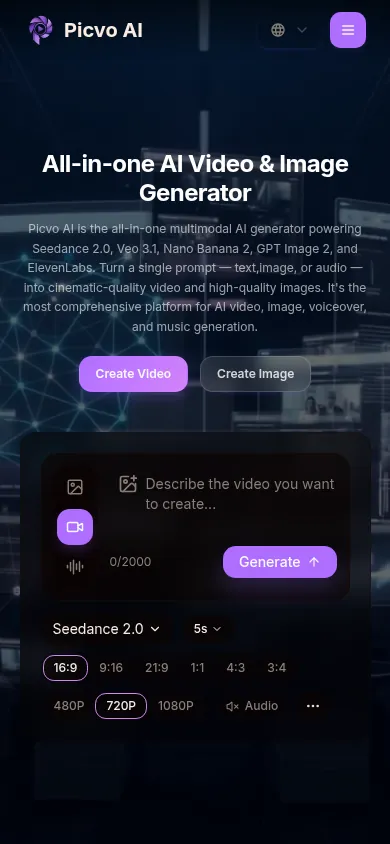 Picvo AI
All-in-one AI Video & Image
Generator
Picvo AI is the all-in-one multimodal AI generator powering
Seedance 2.0, Veo 3.1, Nano Banana 2, GPT Image 2, and
ElevenLabs. Turn a single prompt — text,image, or audio —
into cinematic-quality video and high-quality images. It's the
most comprehensive platform for AI video, image, voiceover,
and music generation.
Create Video Create Image
Describe the video you want
to create...
0/2000 Generate
Seedance 2.0 5s
16:9 9:16 21:9 1:1 4:3 3:4
480P 720P 1080P Audio